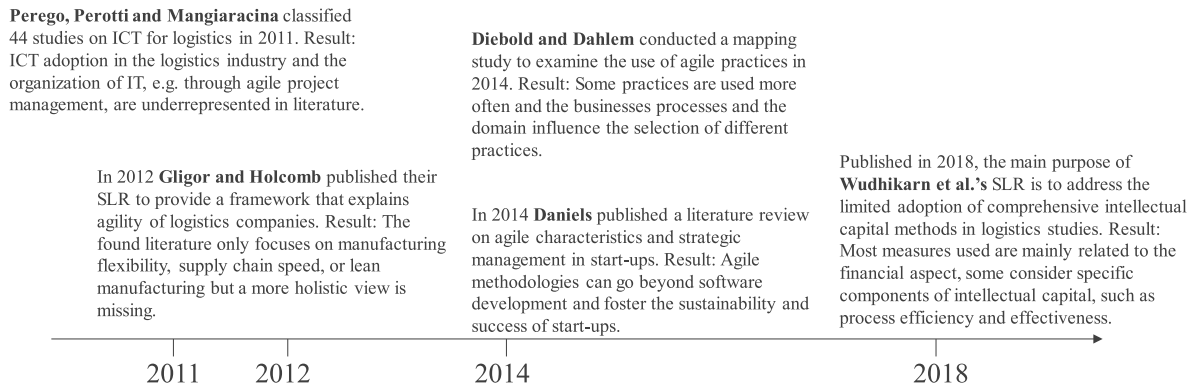 Perego, Perotti and Mangiaracina classified
44 studies on ICT for logistics in 2011. Result:
ICT adoption in the logistics industry and the
organization of IT, e.g. through agile project
management, are underrepresented in literature.
In 2012 Gligor and Holcomb published their
SLR to provide a framework that explains
agility of logistics companies. Result: The
found literature only focuses on manufacturing
flexibility, supply chain speed, or lean
manufacturing but a more holistic view is
missing.
Diebold and Dahlem conducted a mapping
study to examine the use of agile practices in
2014. Result: Some practices are used more
often and the businesses processes and the
domain influence the selection of different
practices.
In 2014 Daniels published a literature review
on agile characteristics and strategic
management in start-ups. Result: Agile
methodologies can go beyond software
development and foster the sustainability and
success of start-ups.
Published in 2018, the main purpose of
Wudhikarn et al.’s SLR is to address the
limited adoption of comprehensive intellectual
capital methods in logistics studies. Result:
Most measures used are mainly related to the
financial aspect, some consider specific
components of intellectual capital, such as
process efficiency and effectiveness.
2011 2012 2014 2018